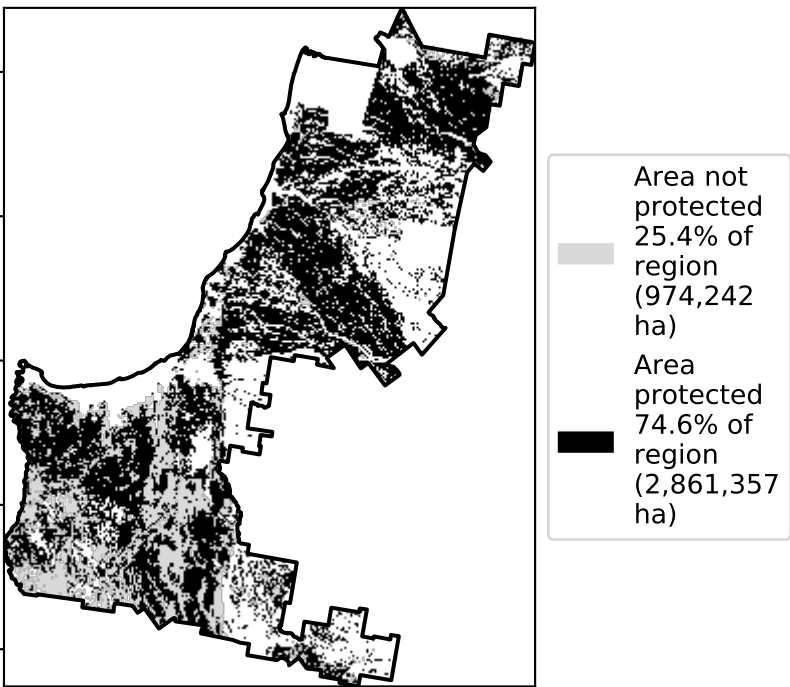 Area not
protected
25.4% of
region
(974,242
ha)
Area
protected
74.6% of
region
(2,861,357
ha)